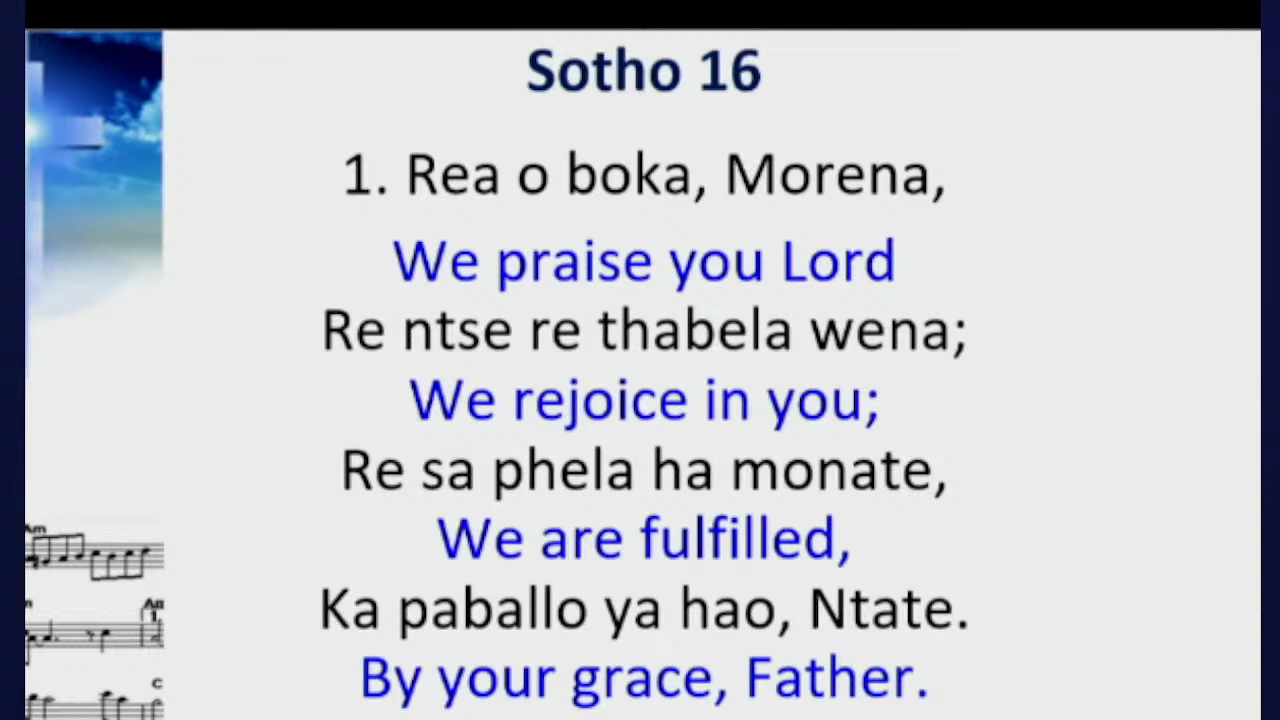 Sotho 16
1. Rea o boka, Morena,
We praise you Lord
Re ntse re thabela wena;
We rejoice in you;
Re sa phela ha monate,
We are fulfilled,
Ka paballo ya hao, Ntate.
By your grace, Father.
Am
C